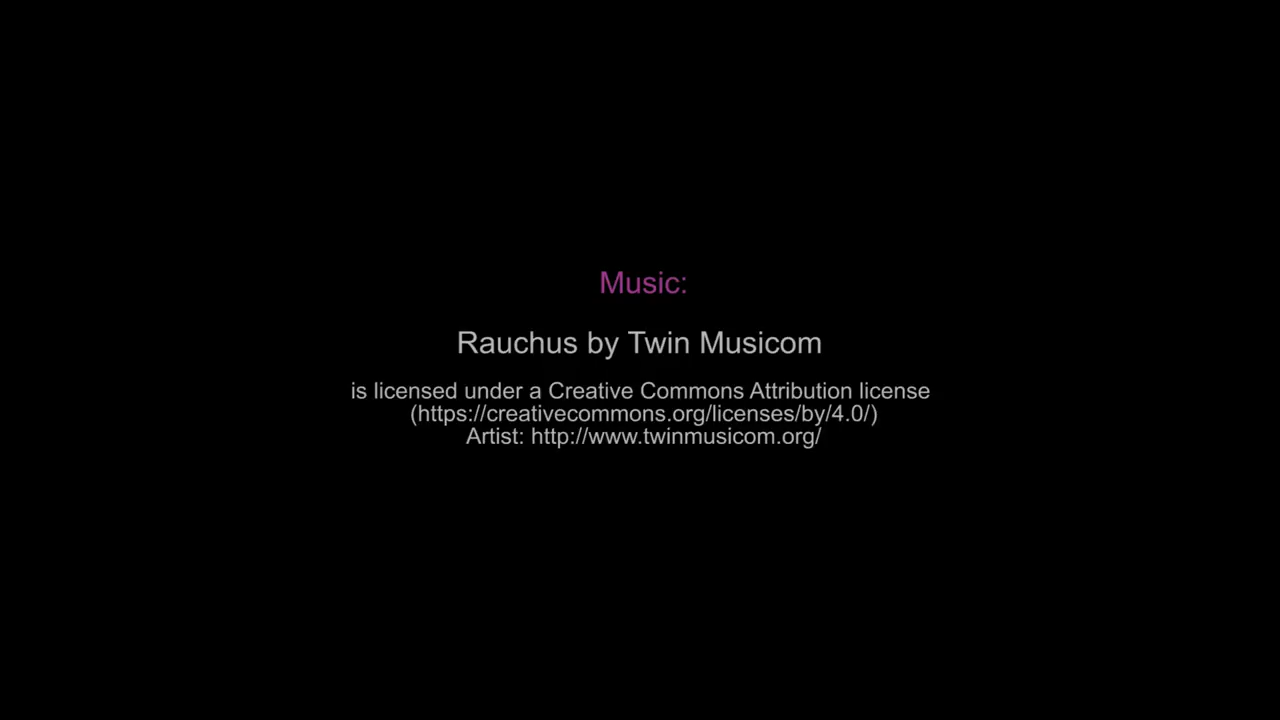 Music:
Rauchus by Twin Musicom
is licensed under a Creative Commons Attribution license
(https://creativecommons.org/licenses/by/4.0/)
Artist: http://www.twinmusicom.org/